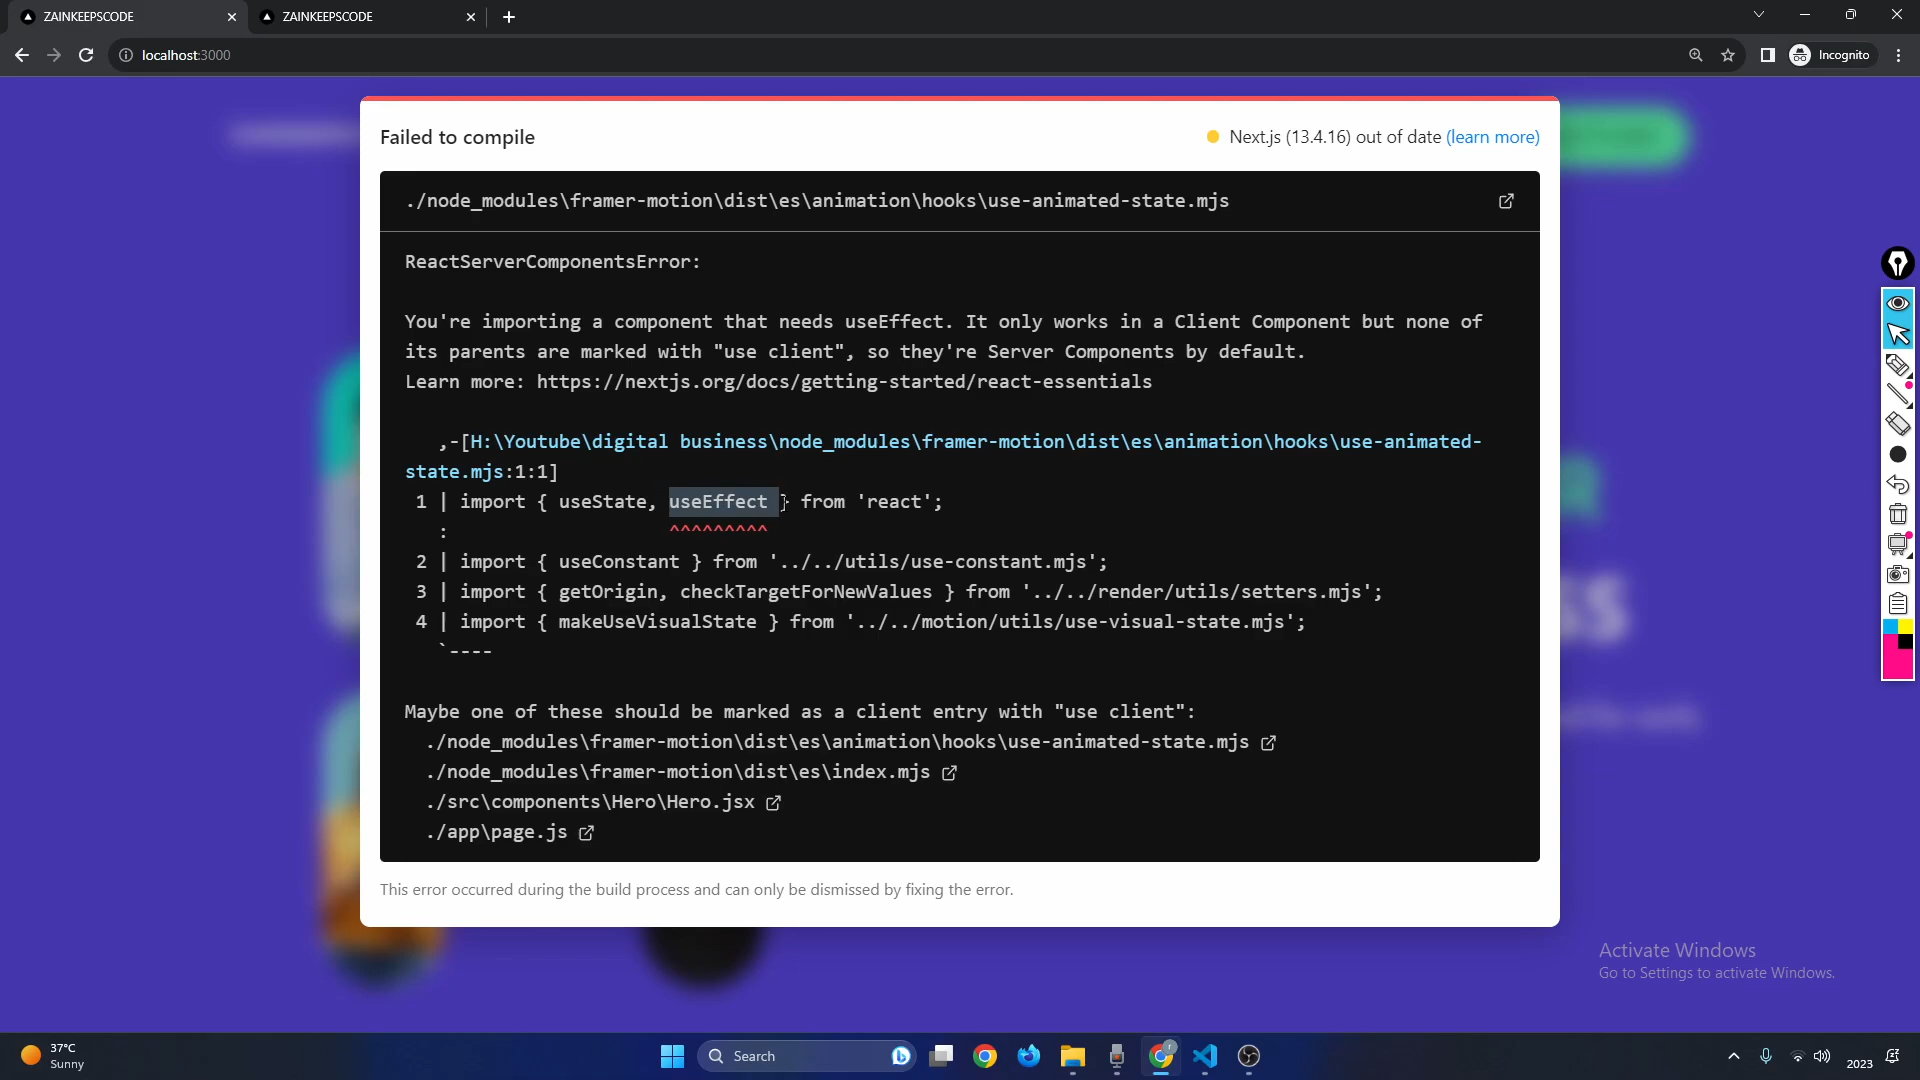 ZAINKEEPSCODE
ZAINKEEPSCODE
localhost:3000
Incognito
Failed to compile
Next.js (13.4.16) out of date (learn more)
./node_modules\framer-motion\dist\es\animation\hooks\use-animated-state.mjs
ReactServerComponentsError:
You're importing a component that needs useEffect. It only works in a Client Component but none of
its parents are marked with "use client", so they're Server Components by default.
Learn more: https://nextjs.org/docs/getting-started/react-essentials
,-[H:\Youtube\digital business\node_modules\framer-motion\dist\es\animation\hooks\use-animated-
state.mjs:1:1]
1 | import { useState, useEffect } from 'react';
: ^^^^^^^^^
2 | import { useConstant } from '../../utils/use-constant.mjs';
3 | import { getOrigin, checkTargetForNewValues } from '../../render/utils/setters.mjs';
4 | import { makeUseVisualState } from '../../motion/utils/use-visual-state.mjs';
`----
Maybe one of these should be marked as a client entry with "use client":
./node_modules\framer-motion\dist\es\animation\hooks\use-animated-state.mjs
./node_modules\framer-motion\dist\es\index.mjs
./src\components\Hero\Hero.jsx
./app\page.js
This error occurred during the build process and can only be dismissed by fixing the error.
Activate Windows
Go to Settings to activate Windows.
37°C
Sunny
Search
2023